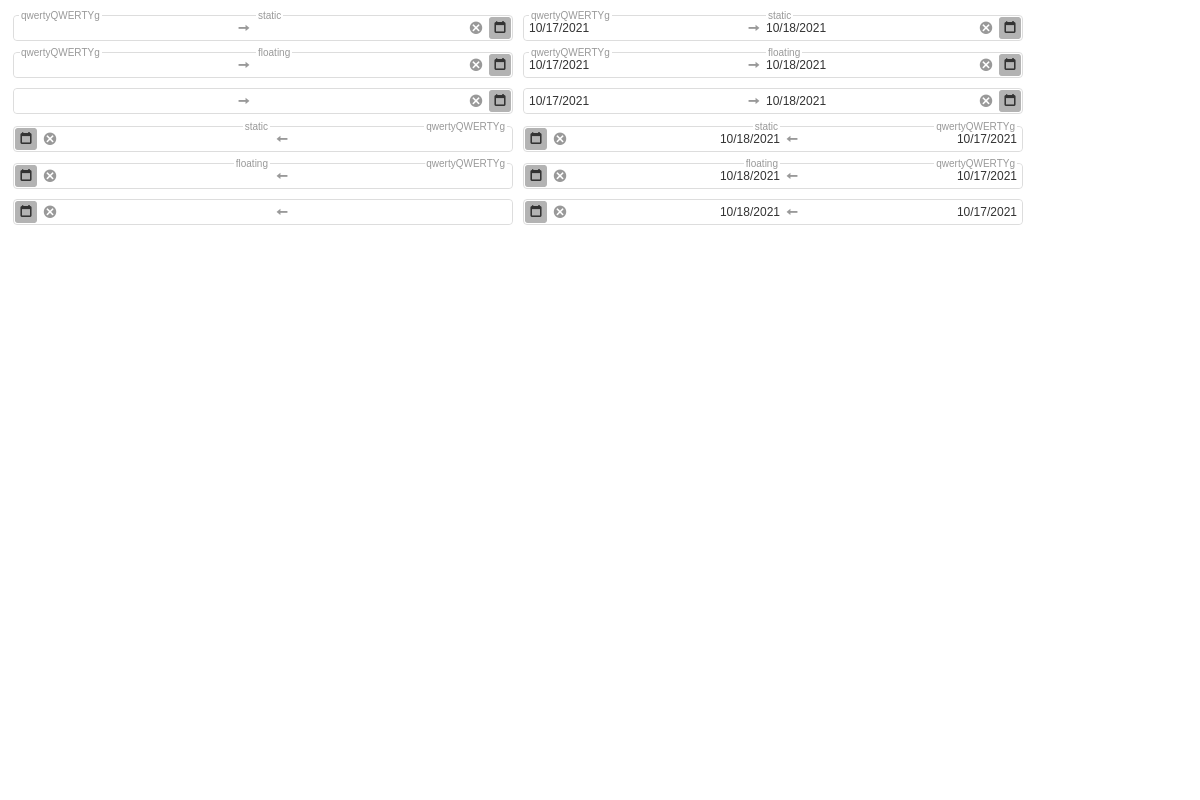 qwertyQWERTYg static qwertyQWERTYg static
10/17/2021 10/18/2021
qwertyQWERTYg floating qwertyQWERTYg floating
10/17/2021 10/18/2021
10/17/2021 10/18/2021
static qwertyQWERTYg static qwertyQWERTYg
10/18/2021 10/17/2021
floating qwertyQWERTYg floating qwertyQWERTYg
10/18/2021 10/17/2021
10/18/2021 10/17/2021